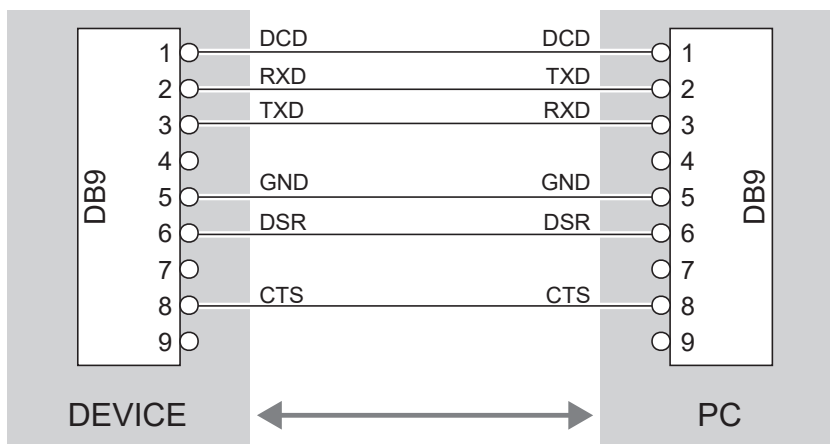 1 DCD DCD 1
2 RXD TXD 2
3 TXD RXD 3
4 4
DB9 5 GND GND 5 DB9
6 DSR DSR 6
7 7
8 CTS CTS 8
9 9
DEVICE PC